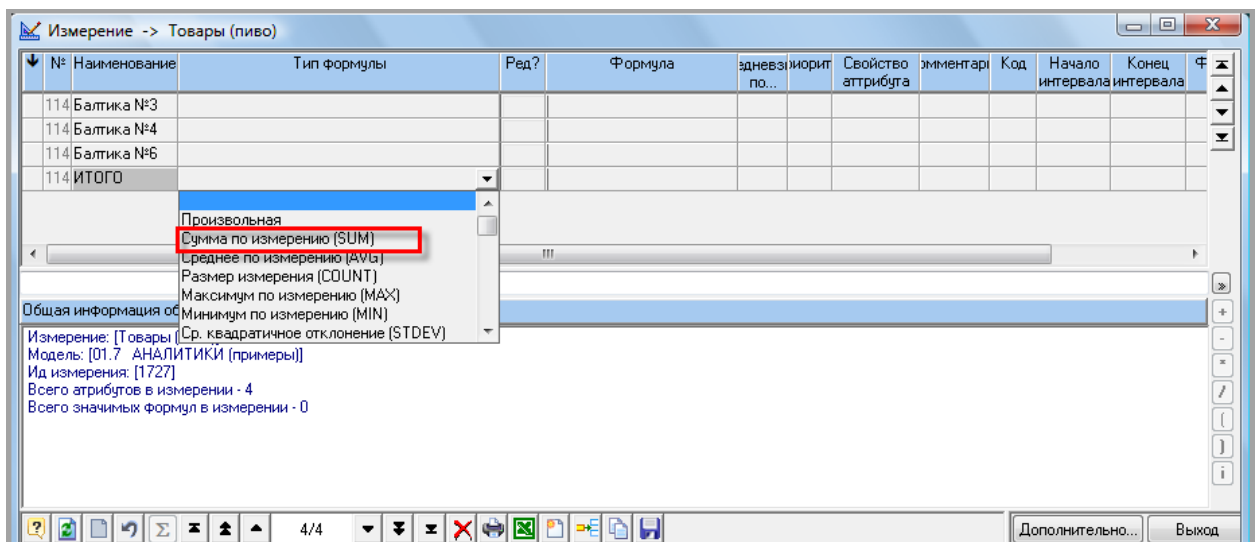 Измерение -> Товары (пиво)
№ Наименование Тип формулы Ред? Формула по... Свойство аттрибута Код Начало интервала Конец интервала Ф
114 Балтика №3
114 Балтика №4
114 Балтика №6
114 ИТОГО
Произвольная
Сумма по измерению (SUM)
Среднее по измерению (AVG)
Размер измерения (COUNT)
Максимум по измерению (MAX)
Минимум по измерению (MIN)
Ср. квадратичное отклонение (STDEV)
Общая информация об
Измерение: [Товары (
Модель: [01.7 АНАЛИТИКИ (примеры)]
Ид измерения: [1727]
Всего атрибутов в измерении - 4
Всего значимых формул в измерении - 0
+
-
*
/
(
)
i
4/4
Дополнительно... Выход